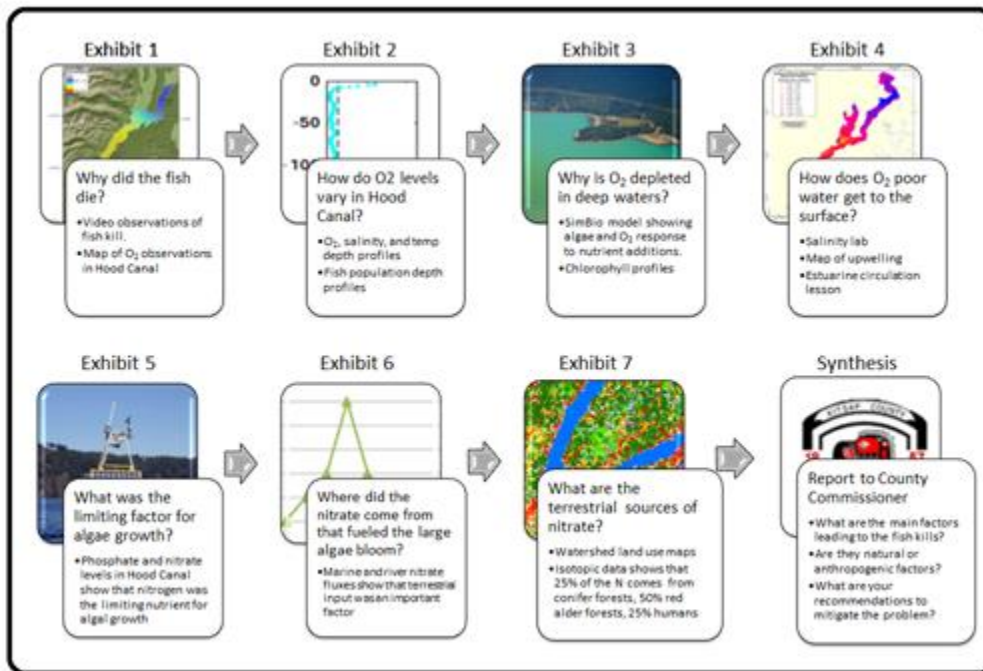 Exhibit 1
Exhibit 2
Exhibit 3
Exhibit 4
Why did the fish
die?
•Video observations of
fish kill.
•Map of O2 observations
in Hood Canal
0
-50
-100
How do O2 levels
vary in Hood
Canal?
•O2, salinity, and temp
depth profiles
•Fish population depth
profiles
Why is O2 depleted
in deep waters?
•SimBio model showing
algae and O2 response
to nutrient additions.
•Chlorophyll profiles
How does O2 poor
water get to the
surface?
•Salinity lab
•Map of upwelling
•Estuarine circulation
lesson
Exhibit 5
Exhibit 6
Exhibit 7
Synthesis
What was the
limiting factor for
algae growth?
•Phosphate and nitrate
levels in Hood Canal
show that nitrogen was
the limiting nutrient for
algal growth
Where did the
nitrate come from
that fueled the large
algae bloom?
•Marine and river nitrate
fluxes show that terrestrial
input was an important
factor
What are the
terrestrial sources of
nitrate?
•Watershed land use maps
•Isotopic data shows that
25% of the N comes from
conifer forests, 50% red
alder forests, 25% humans
KITSAP COUNTY
Report to County
Commissioner
•What are the main factors
leading to the fish kills?
•Are they natural or
anthropogenic factors?
•What are your
recommendations to
mitigate the problem?